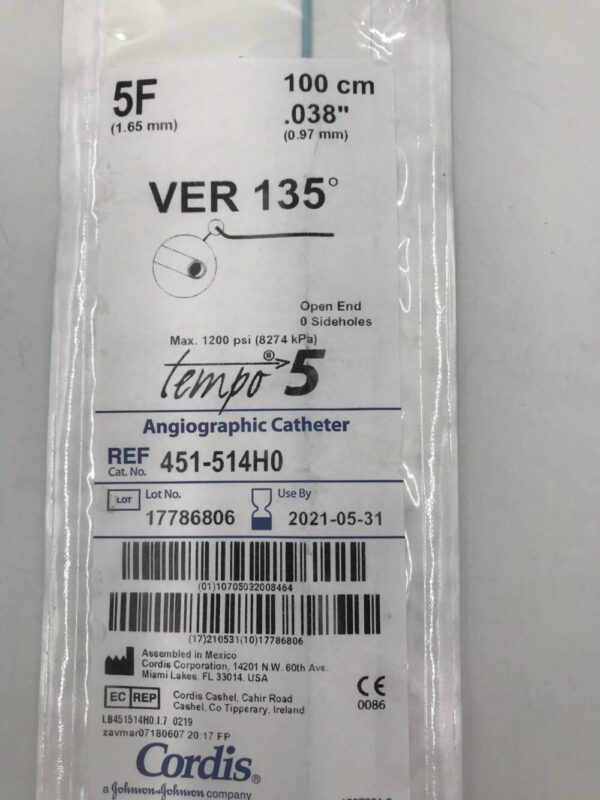 5F
(1.65 mm)
100 cm
.038"
(0.97 mm)
VER 135°
Open End
0 Sideholes
Max. 1200 psi (8274 kPa)
tempo® 5
Angiographic Catheter
REF 451-514H0
Cat. No.
LOT Lot No. Use By
17786806 2021-05-31
(01)10705032008464
(17)210531(10)17786806
Assembled in Mexico
Cordis Corporation, 14201 N.W. 60th Ave.
Miami Lakes, FL 33014, USA
EC REP
Cordis Cashel, Cahir Road
Cashel, Co Tipperary, Ireland
CE
0086
LB451514H0.I.7 0219
zavmar07180607 20:17 FP
Cordis®
a Johnson & Johnson company